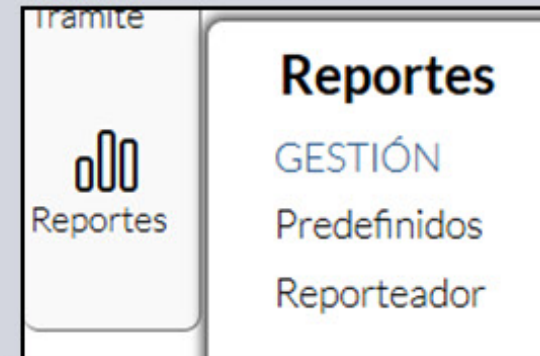 Tramite
Reportes
Reportes
GESTIÓN
Predefinidos
Reporteador